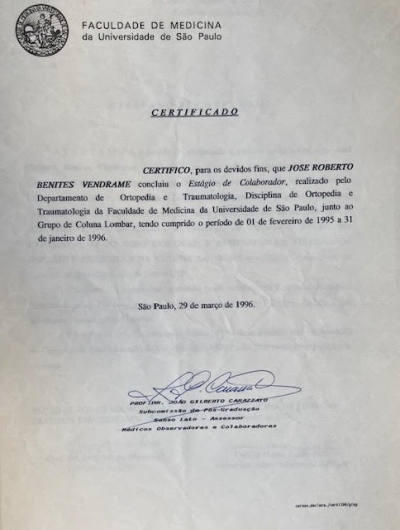 FACULDADE DE MEDICINA
da Universidade de São Paulo
CERTIFICADO
CERTIFICO, para os devidos fins, que JOSE ROBERTO
BENITES VENDRAME concluiu o Estágio de Colaborador, realizado pelo
Departamento de Ortopedia e Traumatologia, Disciplina de Ortopedia e
Traumatologia da Faculdade de Medicina da Universidade de São Paulo, junto ao
Grupo de Coluna Lombar, tendo cumprido o período de 01 de fevereiro de 1995 a 31
de janeiro de 1996.
São Paulo, 29 de março de 1996.
JOÃO GILBERTO CARAZZATO
Subcomissão de Pós-Graduação
Senso Lato - Assessor
Médicos Observadores e Colaboradores